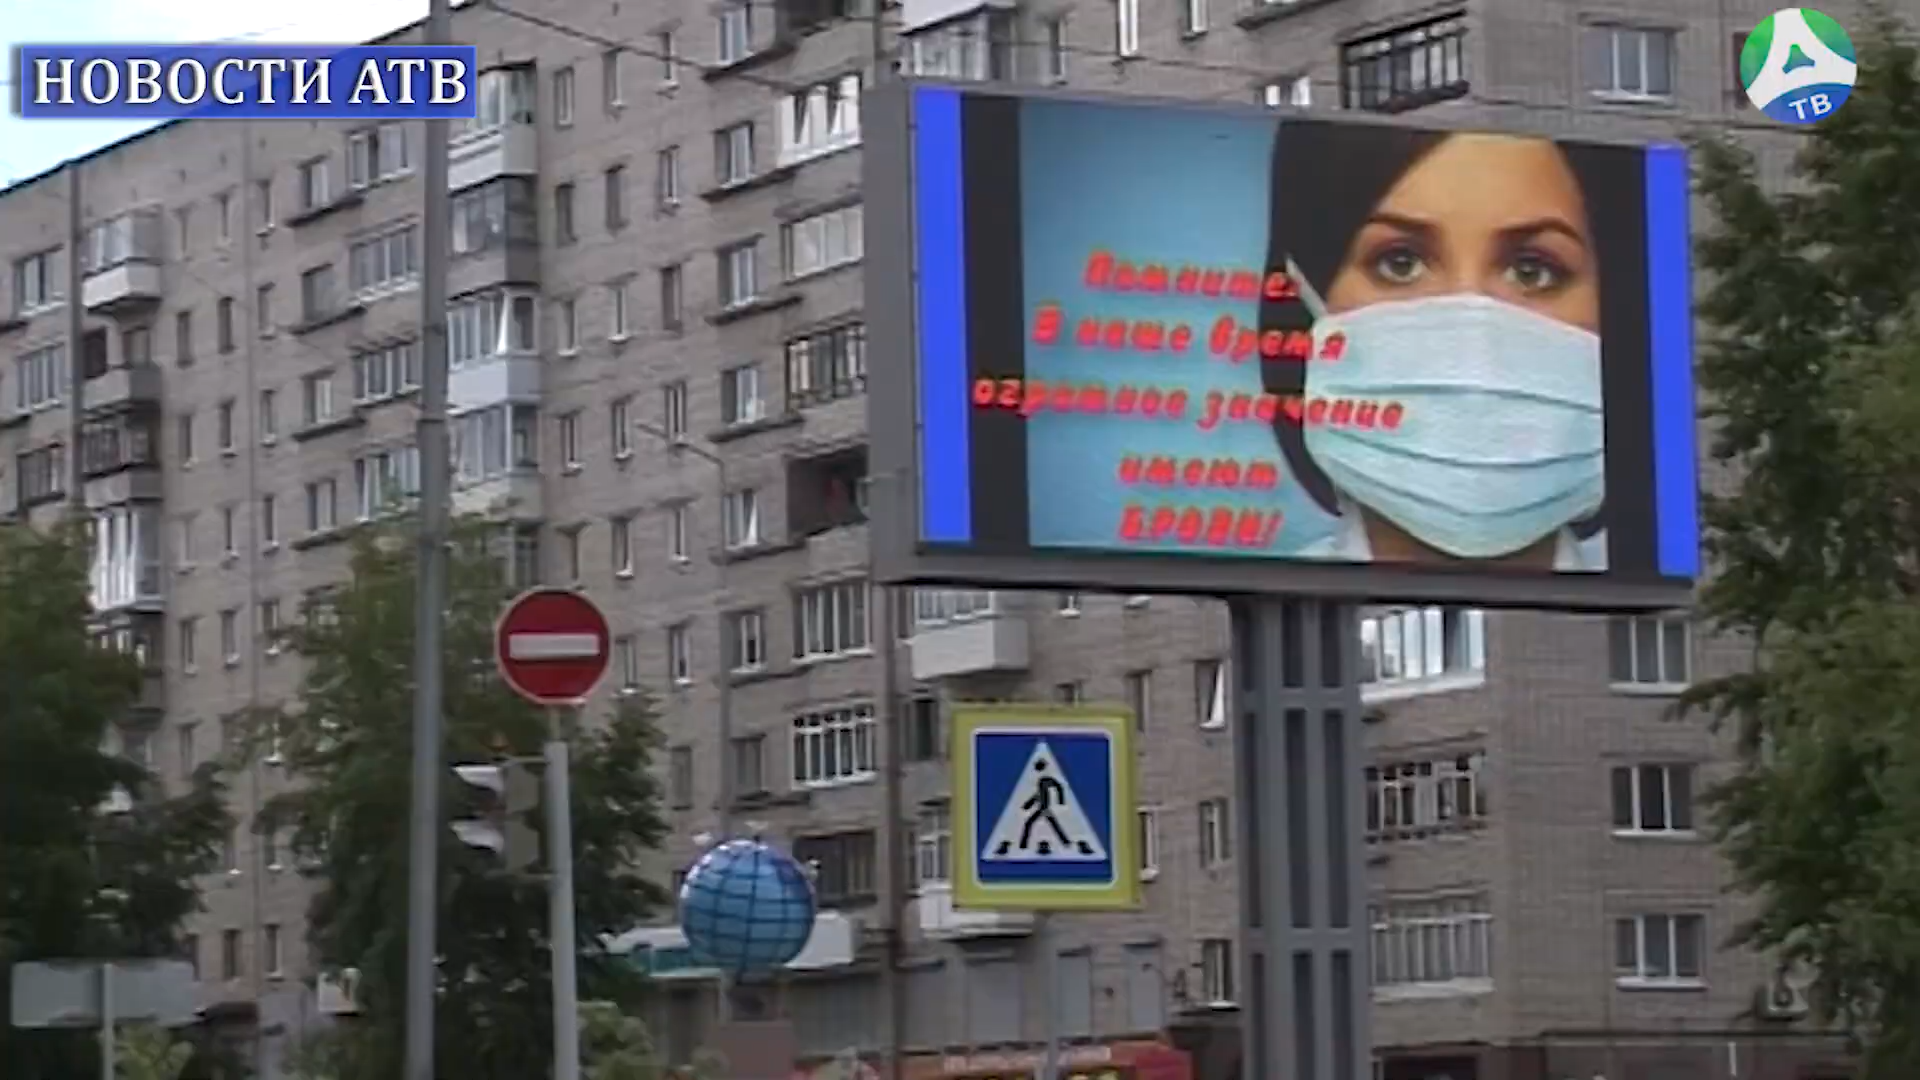 НОВОСТИ АТВ
ТВ
Помните
В наше время
огромное значение
имеют
БРОВИ!